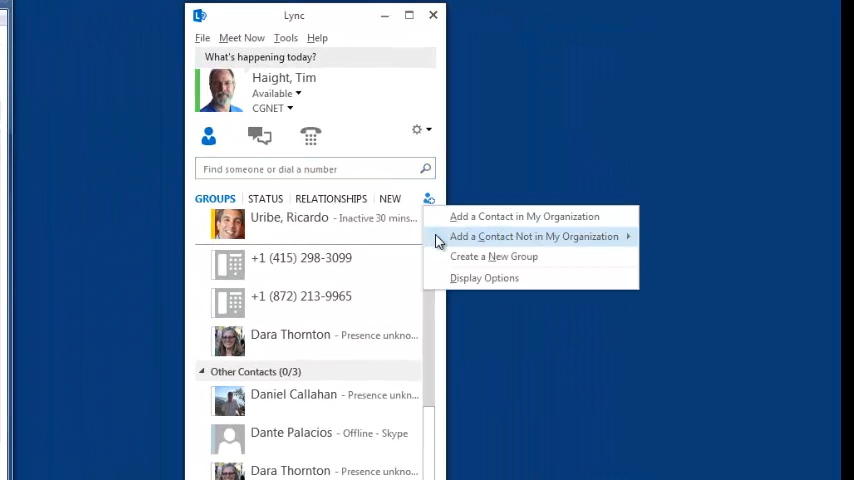 Lync
File Meet Now Tools Help
What's happening today?
Haight, Tim
Available
CGNET
Find someone or dial a number
GROUPS STATUS RELATIONSHIPS NEW
Uribe, Ricardo - Inactive 30 mins...
Add a Contact in My Organization
Add a Contact Not in My Organization
Create a New Group
Display Options
+1 (415) 298-3099
+1 (872) 213-9965
Dara Thornton - Presence unkno...
Other Contacts (0/3)
Daniel Callahan - Presence unkn...
Dante Palacios - Offline - Skype
Dara Thornton - Presence unkno...